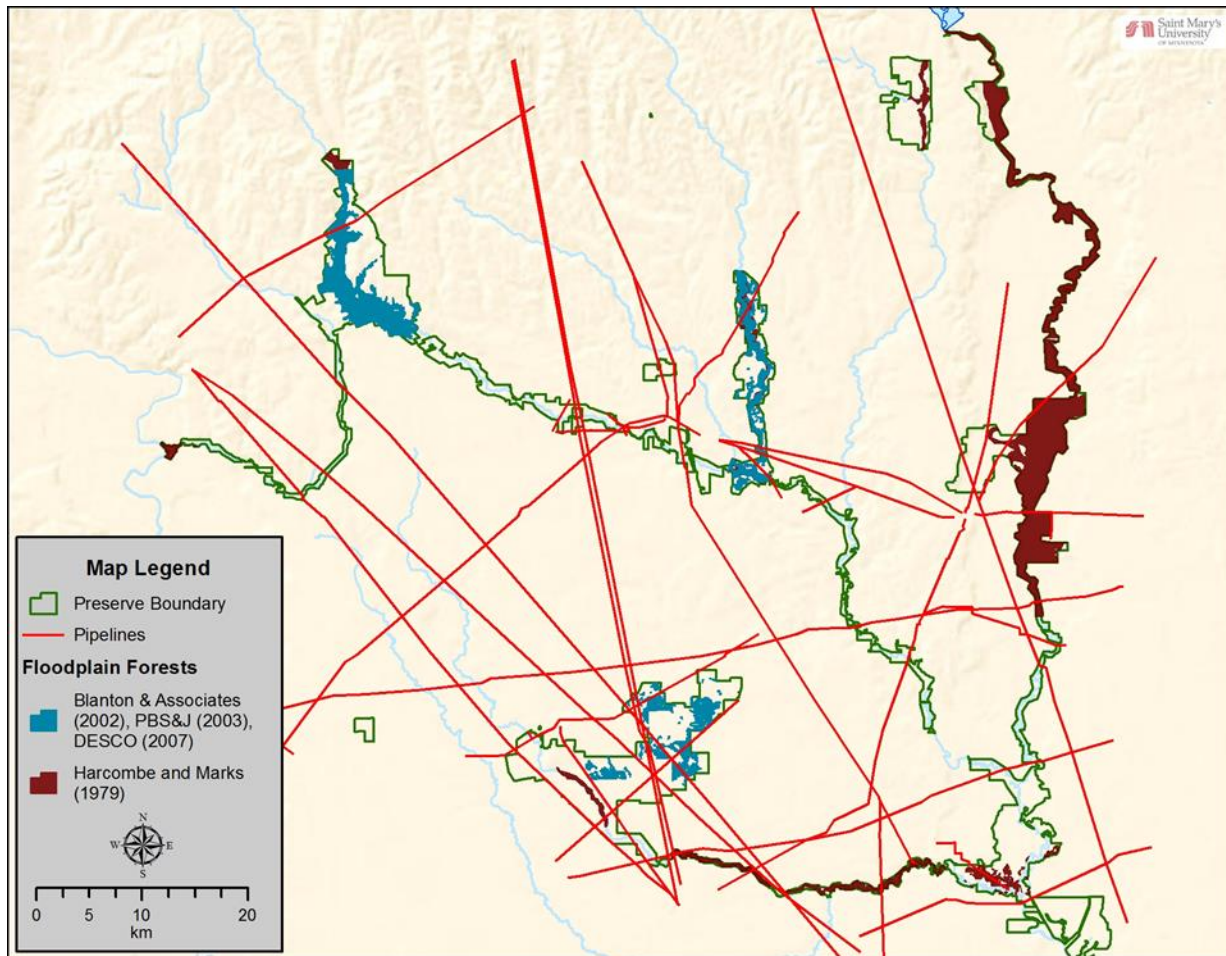 Saint Mary's
University
OF MINNESOTA
Map Legend
Preserve Boundary
Pipelines
Floodplain Forests
Blanton & Associates
(2002), PBS&J (2003),
DESCO (2007)
Harcombe and Marks
(1979)
N
W E
S
0 5 10 20
km